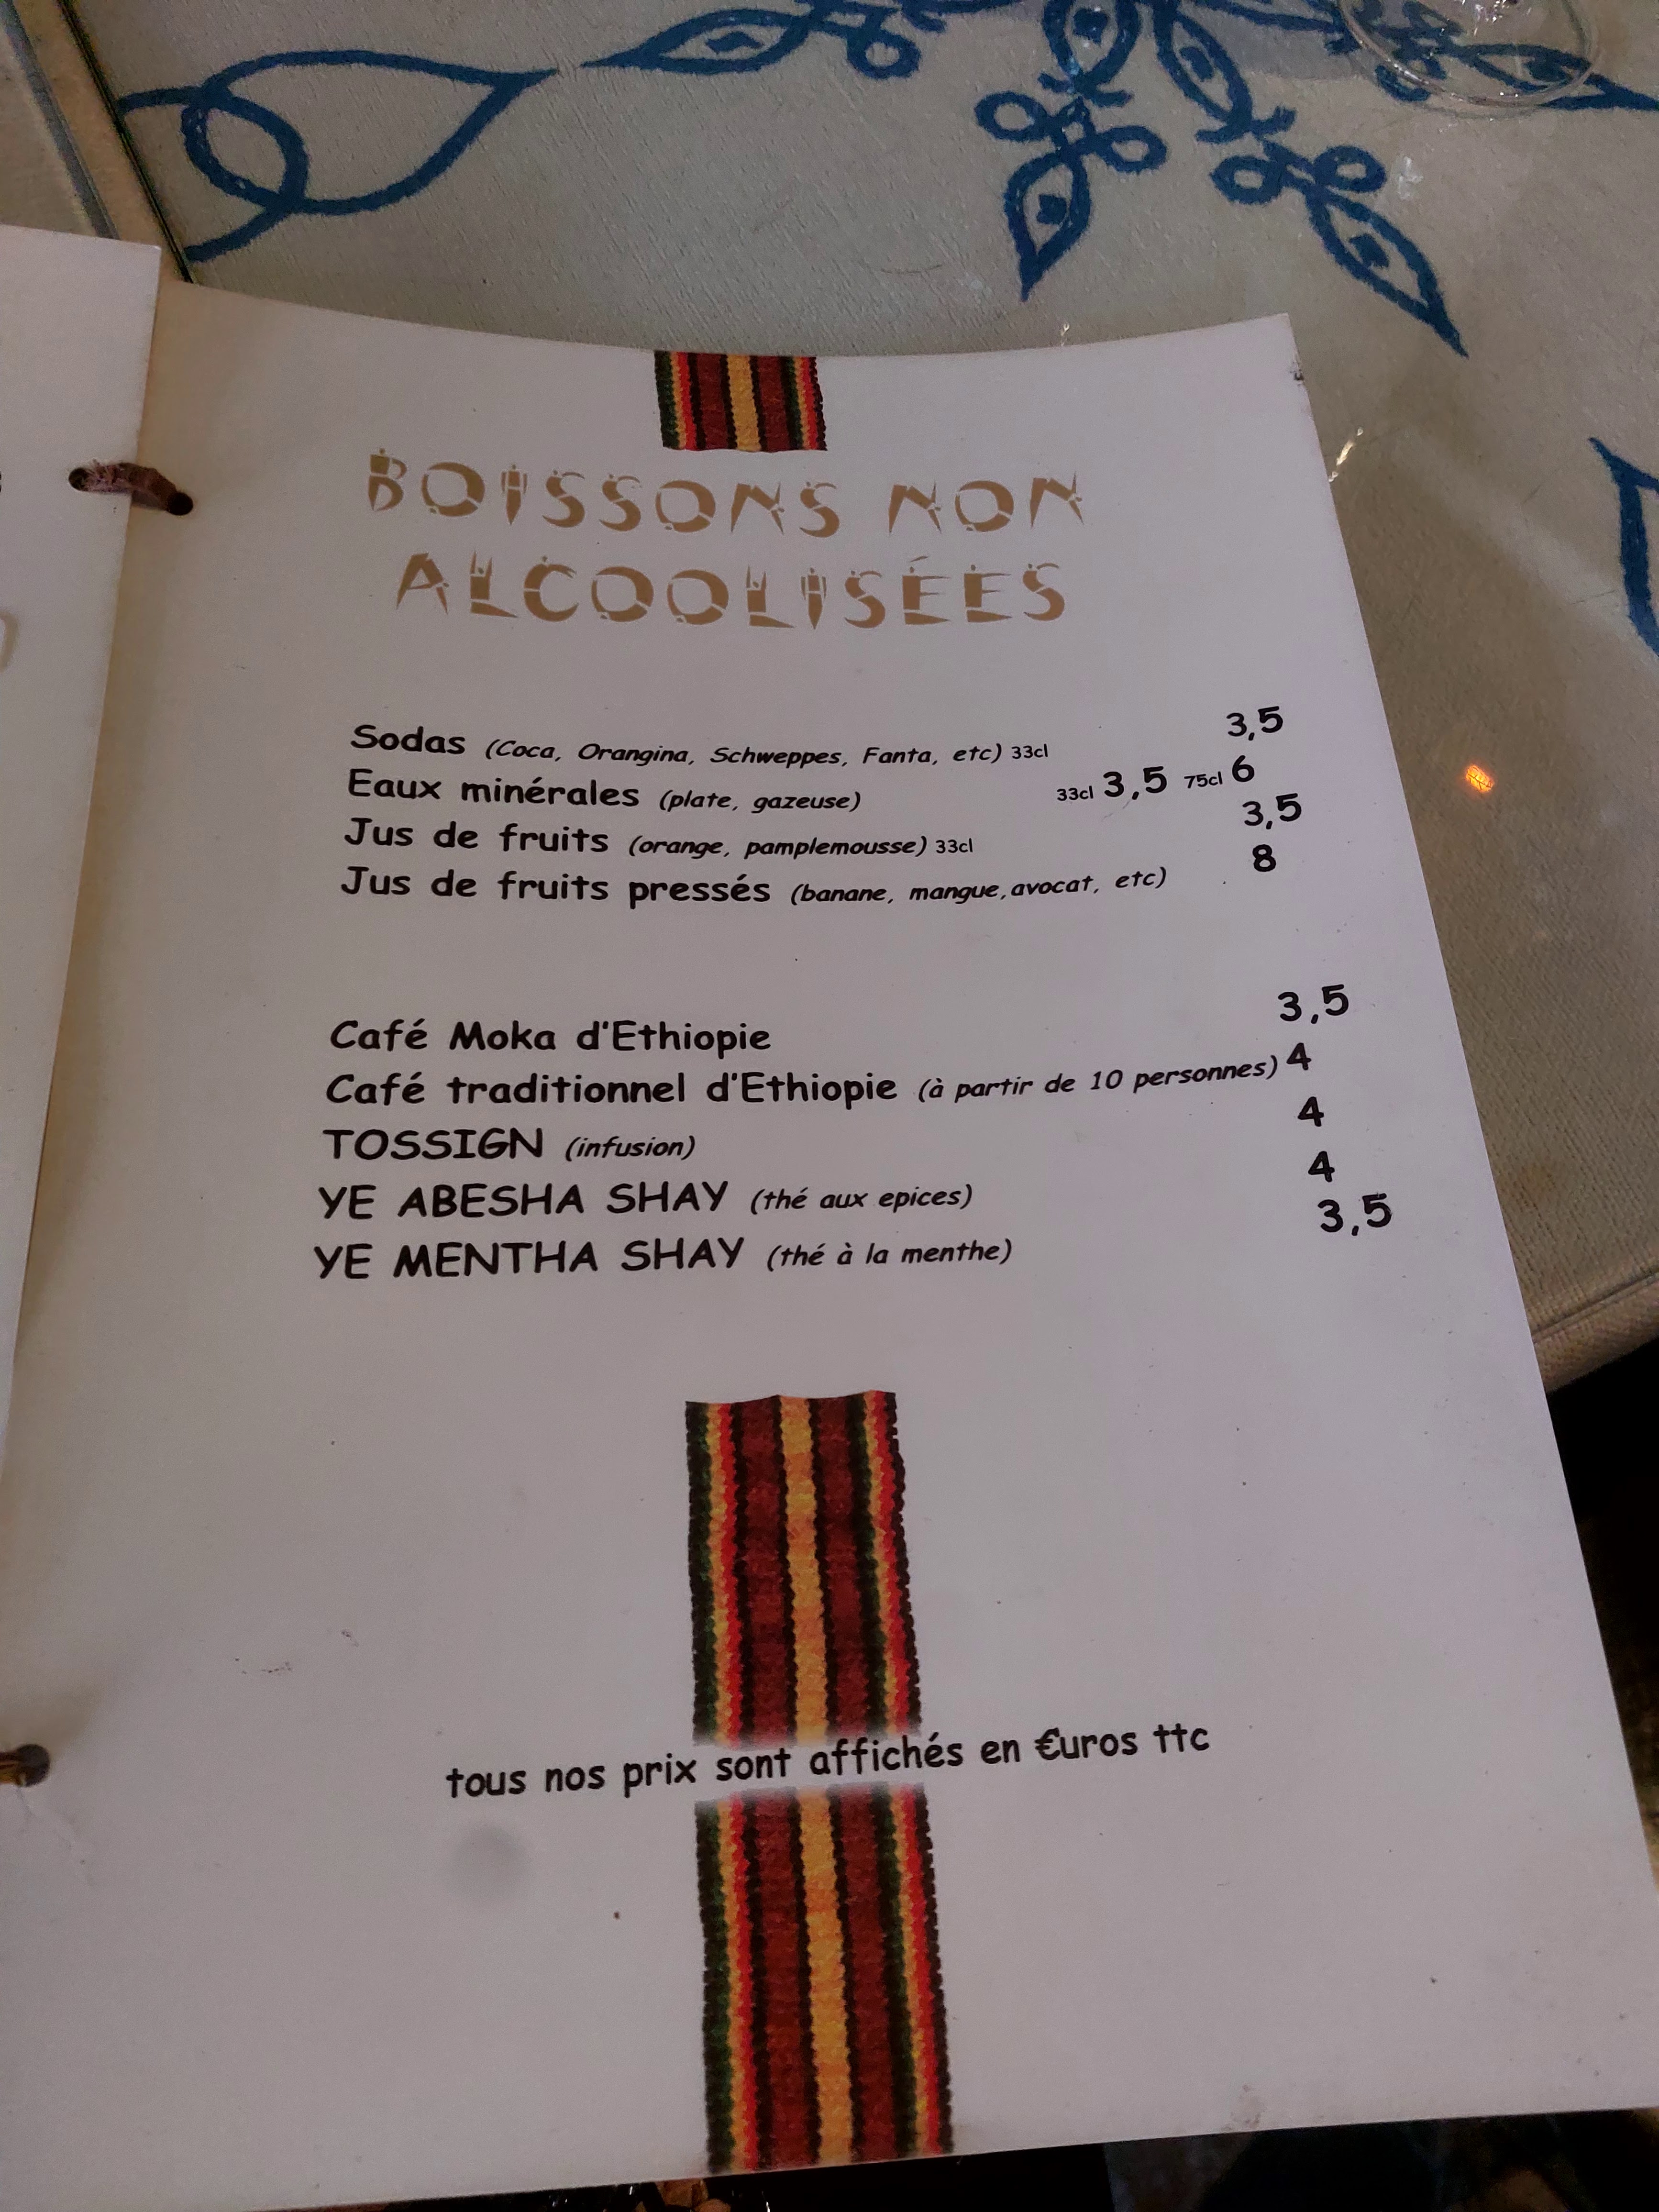 BOISSONS NON
ALCOOLISÉES
Sodas (Coca, Orangina, Schweppes, Fanta, etc) 33cl 3,5
Eaux minérales (plate, gazeuse) 33cl 3,5 75cl 6
Jus de fruits (orange, pamplemousse) 33cl 3,5
Jus de fruits pressés (banane, mangue, avocat, etc) 8
Café Moka d'Ethiopie 3,5
Café traditionnel d'Ethiopie (à partir de 10 personnes) 4
TOSSIGN (infusion) 4
YE ABESHA SHAY (thé aux epices) 4
YE MENTHA SHAY (thé à la menthe) 3,5
tous nos prix sont affichés en €uros ttc